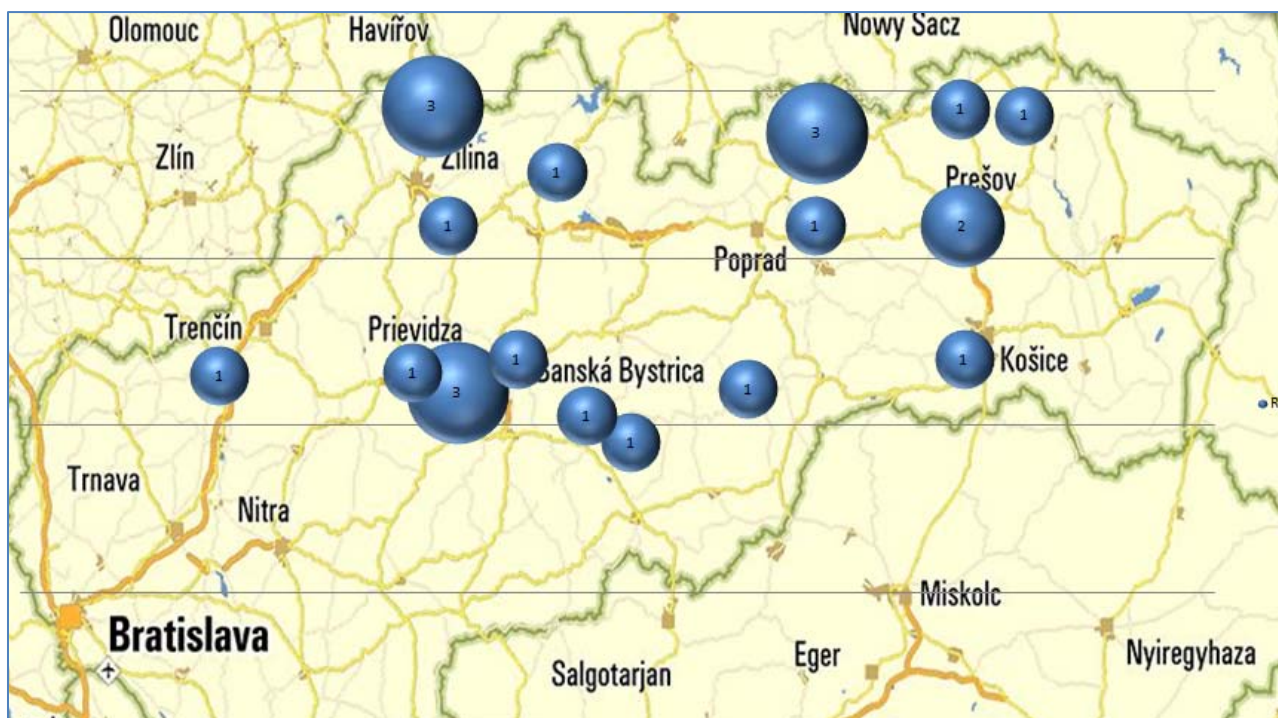 Olomouc
Havířov
Nowy Sacz
3
1
1
3
Zlín
Žilina
1
Prešov
1
1
2
Poprad
Trenčín
Prievidza
1
1
Košice
1
1
Banská Bystrica
1
3
1
R
1
Trnava
Nitra
Miskolc
Bratislava
Salgotarjan
Eger
Nyiregyhaza